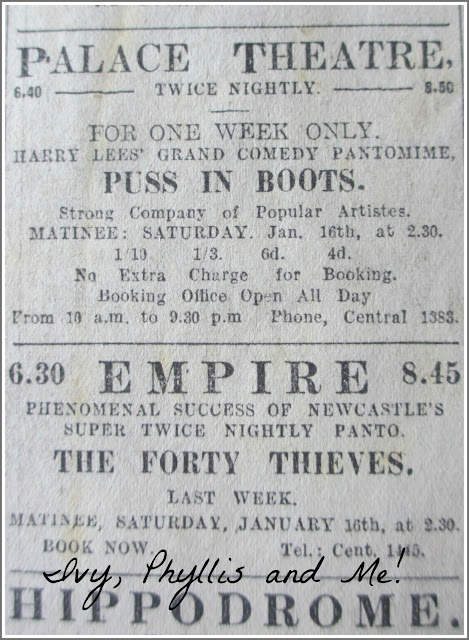 PALACE THEATRE,
6.40 TWICE NIGHTLY. 8.50
FOR ONE WEEK ONLY.
HARRY LEES' GRAND COMEDY PANTOMIME,
PUSS IN BOOTS.
Strong Company of Popular Artistes.
MATINEE: SATURDAY. Jan. 16th, at 2.30.
1/10 1/3. 6d. 4d.
No Extra Charge for Booking.
Booking Office Open All Day
From 10 a.m. to 9.30 p.m Phone, Central 1383.
6.30 EMPIRE 8.45
PHENOMENAL SUCCESS OF NEWCASTLE'S
SUPER TWICE NIGHTLY PANTO.
THE FORTY THIEVES.
LAST WEEK.
MATINEE, SATURDAY, JANUARY 16th, at 2.30.
BOOK NOW. Tel.: Cent.
Ivy, Phyllis and Me!
HIPPODROME.